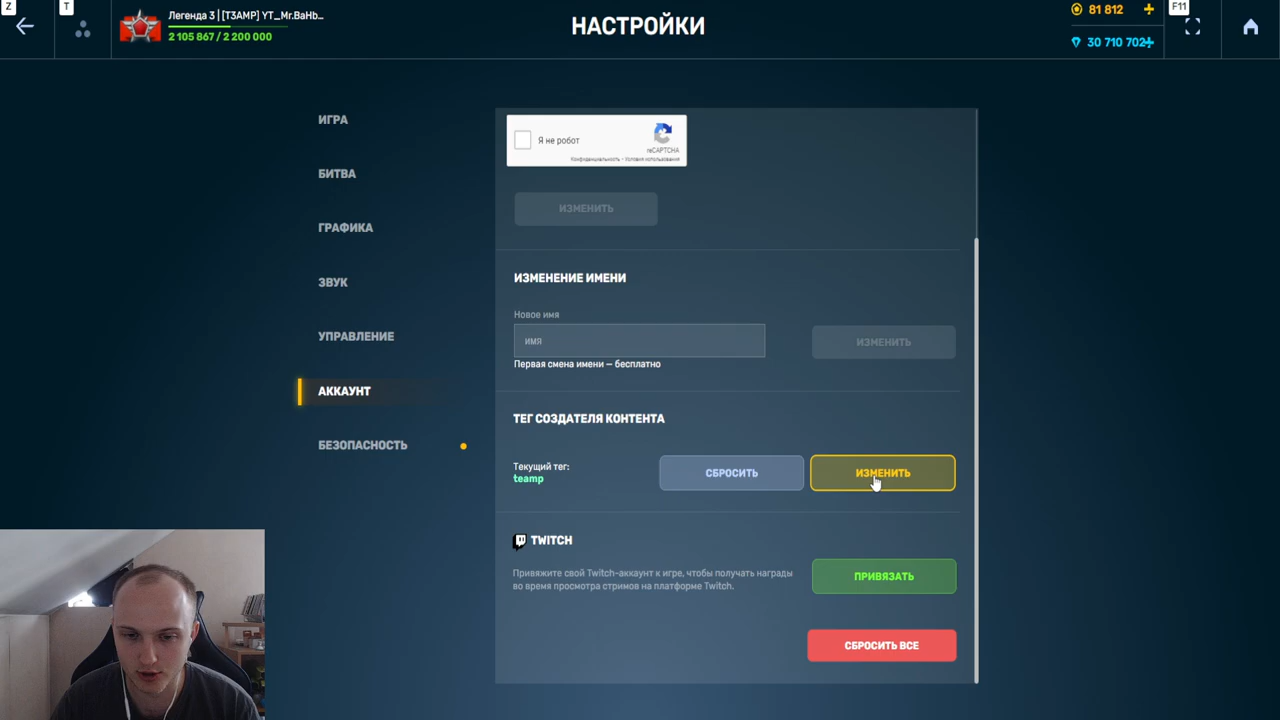 Z
T
Легенда 3 | [T3AMP] YT_Mr.BaHb...
2 105 867 / 2 200 000
НАСТРОЙКИ
81 812
30 710 702
F11
ИГРА
БИТВА
ГРАФИКА
ЗВУК
УПРАВЛЕНИЕ
АККАУНТ
БЕЗОПАСНОСТЬ
Я не робот
reCAPTCHA
Конфиденциальность - Условия использования
ИЗМЕНИТЬ
ИЗМЕНЕНИЕ ИМЕНИ
Новое имя
имя
ИЗМЕНИТЬ
Первая смена имени — бесплатно
ТЕГ СОЗДАТЕЛЯ КОНТЕНТА
Текущий тег:
teamp
СБРОСИТЬ
ИЗМЕНИТЬ
TWITCH
Привяжите свой Twitch-аккаунт к игре, чтобы получать награды
во время просмотра стримов на платформе Twitch.
ПРИВЯЗАТЬ
СБРОСИТЬ ВСЕ